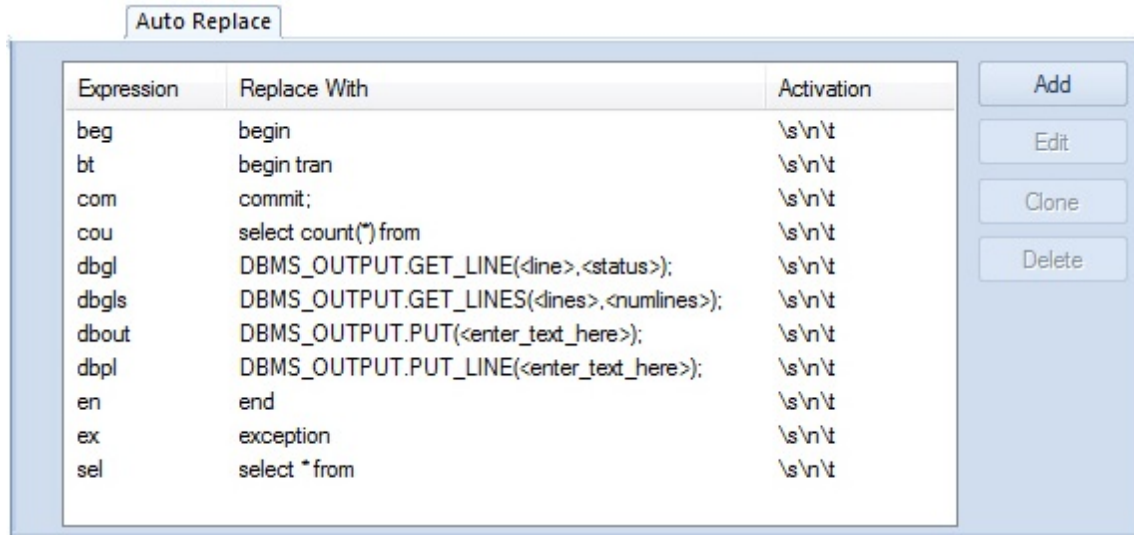 Auto Replace
Expression Replace With Activation
beg begin \s\n\t
bt begin tran \s\n\t
com commit; \s\n\t
cou select count(*) from \s\n\t
dbgl DBMS_OUTPUT.GET_LINE(<line>,<status>); \s\n\t
dbgls DBMS_OUTPUT.GET_LINES(<lines>,<numlines>); \s\n\t
dbout DBMS_OUTPUT.PUT(<enter_text_here>); \s\n\t
dbpl DBMS_OUTPUT.PUT_LINE(<enter_text_here>); \s\n\t
en end \s\n\t
ex exception \s\n\t
sel select * from \s\n\t
Add
Edit
Clone
Delete